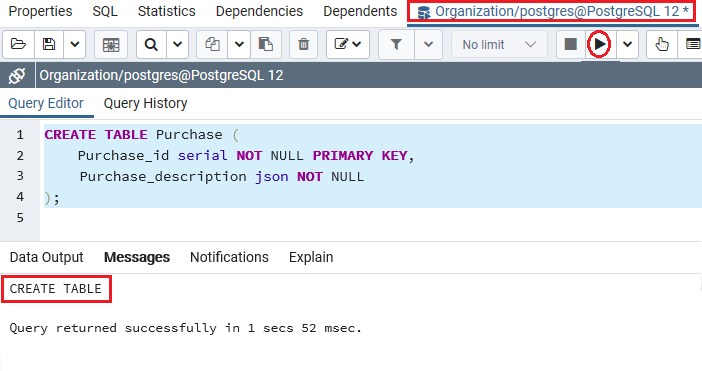 Properties SQL Statistics Dependencies Dependents Organization/postgres@PostgreSQL 12 *
No limit
Organization/postgres@PostgreSQL 12
Query Editor Query History
1 CREATE TABLE Purchase (
2 Purchase_id serial NOT NULL PRIMARY KEY,
3 Purchase_description json NOT NULL
4 );
5
Data Output Messages Notifications Explain
CREATE TABLE
Query returned successfully in 1 secs 52 msec.